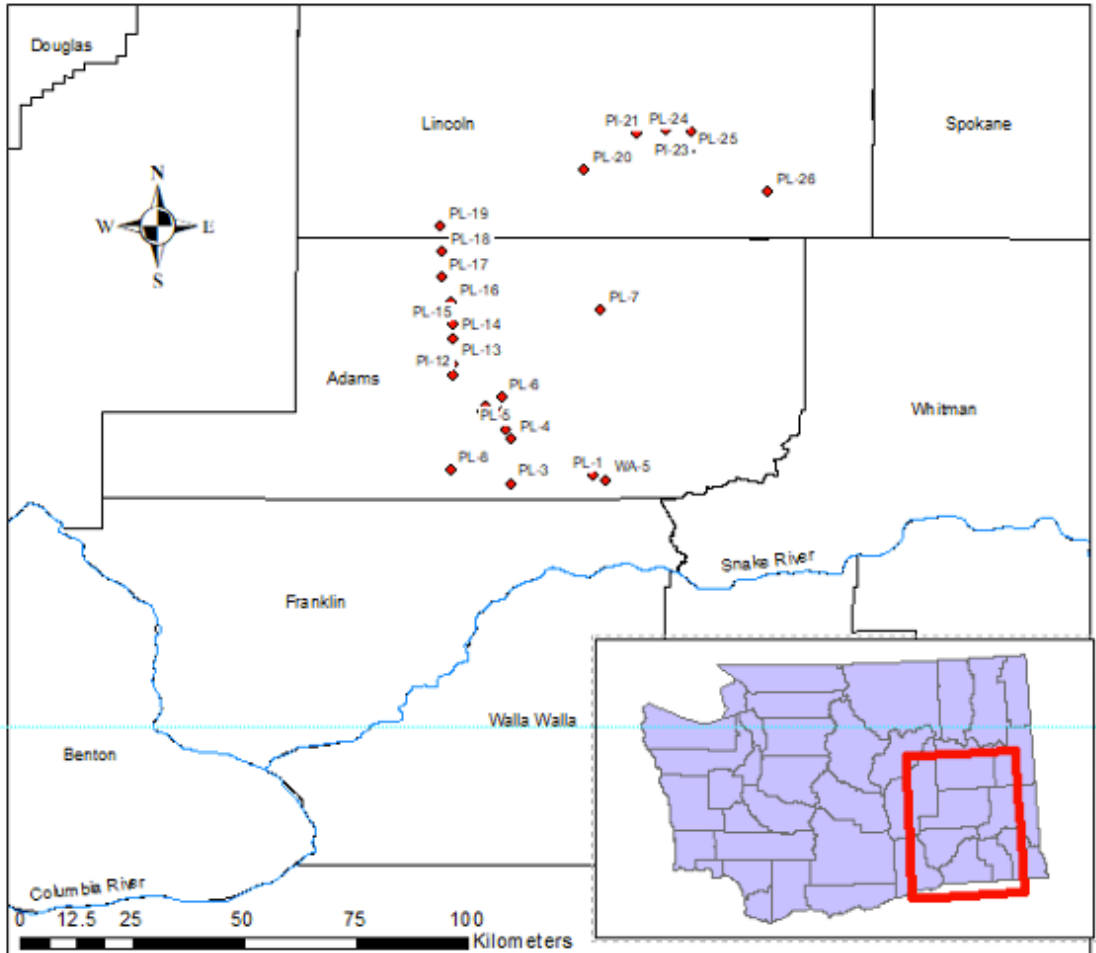 Douglas
Lincoln
Spokane
PI-21
PL-24
PL-25
PI-23
PL-20
PL-26
N
W
E
S
PL-19
PL-18
PL-17
PL-16
PL-7
PL-15
PL-14
PL-13
PI-12
Adams
PL-6
Whitman
PL-5
PL-4
PL-8
PL-3
PL-1
WA-5
Snake River
Franklin
Walla Walla
Benton
Columbia River
0 12.5 25 50 75 100
Kilometers